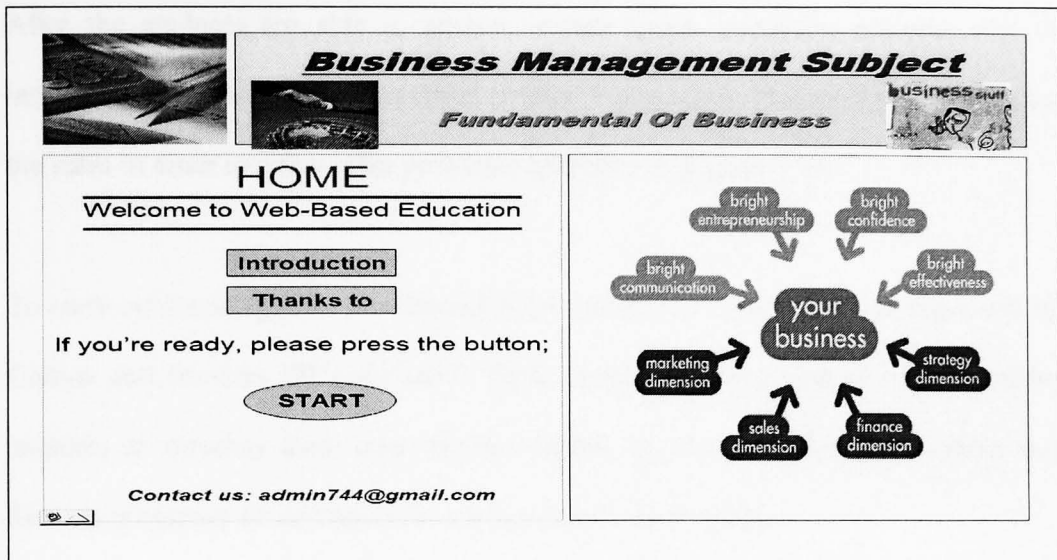 Business Management Subject
Fundamental Of Business
business stuff
HOME
Welcome to Web-Based Education
Introduction
Thanks to
If you're ready, please press the button;
START
Contact us: admin744@gmail.com
bright
entrepreneurship
bright
confidence
bright
communication
bright
effectiveness
your
business
marketing
dimension
strategy
dimension
sales
dimension
finance
dimension